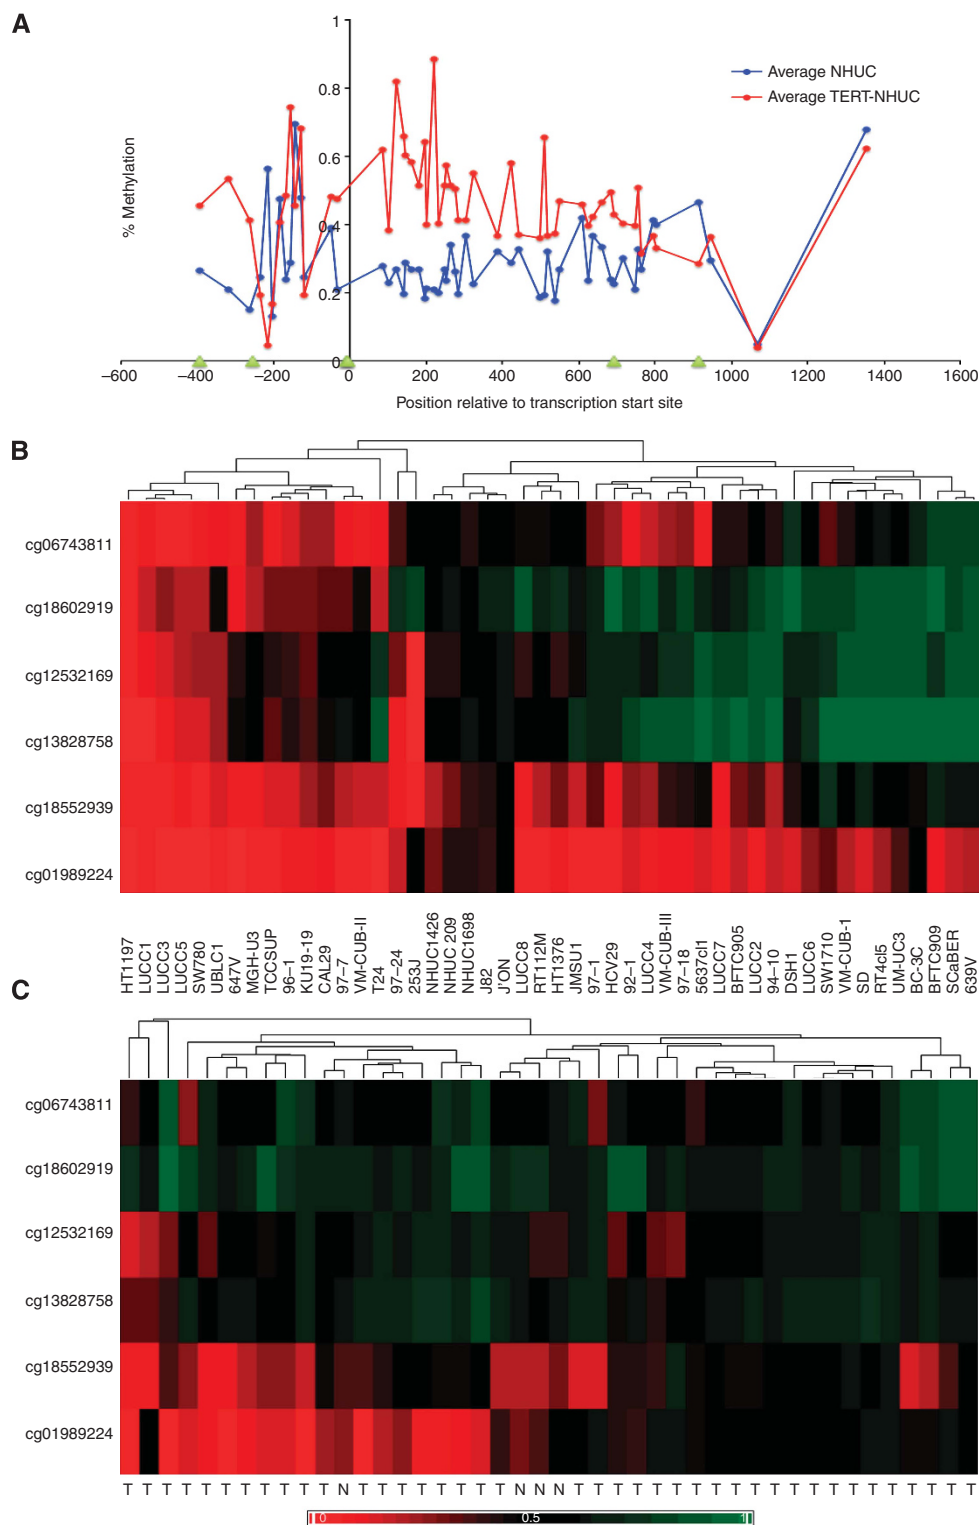 A
% Methylation
1
0.8
0.6
0.4
0.2
0
Average NHUC
Average TERT-NHUC
−600 −400 −200 0 200 400 600 800 1000 1200 1400 1600
Position relative to transcription start site
B
cg06743811
cg18602919
cg12532169
cg13828758
cg18552939
cg01989224
HT1197
LUCC1
LUCC3
LUCC5
SW780
UBLC1
647V
MGH-U3
TCCSUP
96–1
KU19-19
CAL29
97–7
VM-CUB-II
T24
97–24
253J
NHUC1426
NHUC 209
NHUC1698
J82
J'ON
LUCC8
RT112M
HT1376
JMSU1
97–1
HCV29
92–1
LUCC4
VM-CUB-III
97–18
5637cl1
LUCC7
BFTC905
LUCC2
94–10
DSH1
LUCC6
SW1710
VM-CUB-1
SD
RT4cl5
UM-UC3
BC-3C
BFTC909
SCaBER
639V
C
cg06743811
cg18602919
cg12532169
cg13828758
cg18552939
cg01989224
T T T T T T T T T T T N T T T T T T T T N N N T T T T T T T T T T T T T T T T T T T T T
0 0.5 1